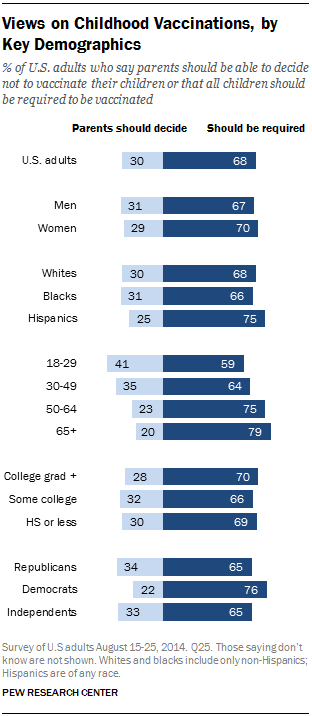 Views on Childhood Vaccinations, by
Key Demographics
% of U.S. adults who say parents should be able to decide
not to vaccinate their children or that all children should
be required to be vaccinated
Parents should decide Should be required
U.S. adults 30 68
Men 31 67
Women 29 70
Whites 30 68
Blacks 31 66
Hispanics 25 75
18-29 41 59
30-49 35 64
50-64 23 75
65+ 20 79
College grad + 28 70
Some college 32 66
HS or less 30 69
Republicans 34 65
Democrats 22 76
Independents 33 65
Survey of U.S adults August 15-25, 2014. Q25. Those saying don't
know are not shown. Whites and blacks include only non-Hispanics;
Hispanics are of any race.
PEW RESEARCH CENTER